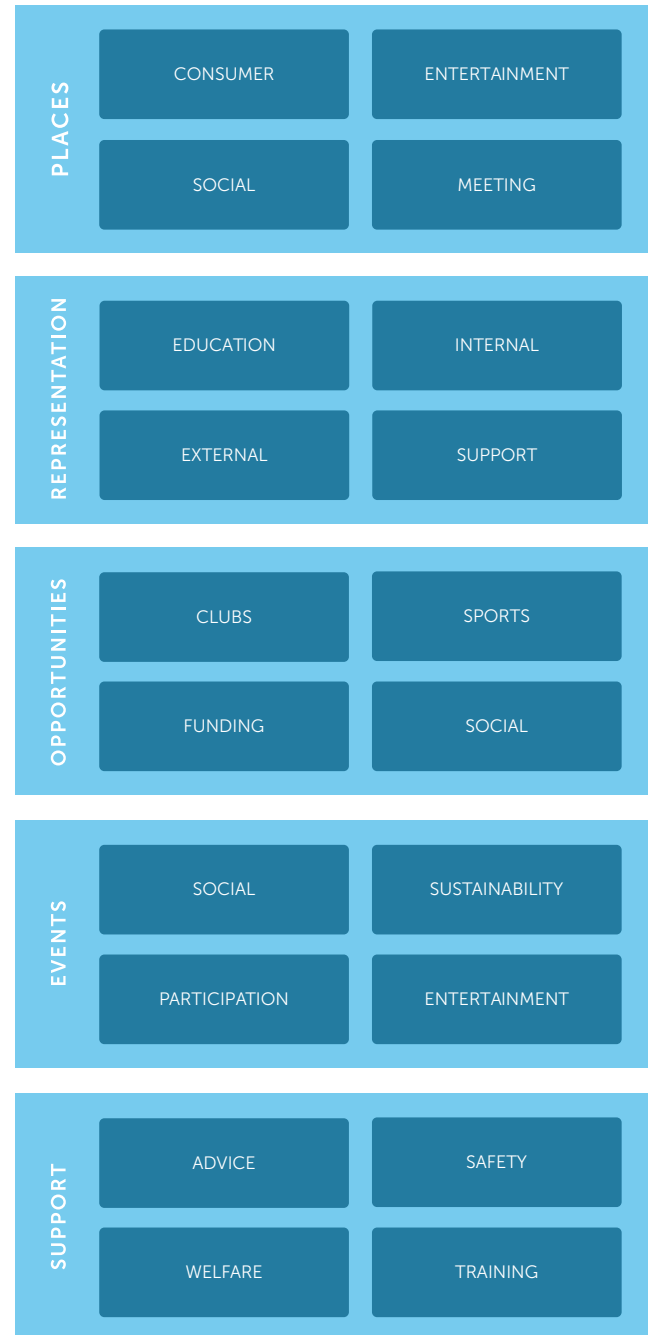 PLACES
CONSUMER
ENTERTAINMENT
SOCIAL
MEETING
REPRESENTATION
EDUCATION
INTERNAL
EXTERNAL
SUPPORT
OPPORTUNITIES
CLUBS
SPORTS
FUNDING
SOCIAL
EVENTS
SOCIAL
SUSTAINABILITY
PARTICIPATION
ENTERTAINMENT
SUPPORT
ADVICE
SAFETY
WELFARE
TRAINING